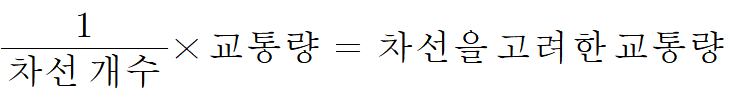 1
차선 개수 × 교통량 = 차선을 고려한 교통량